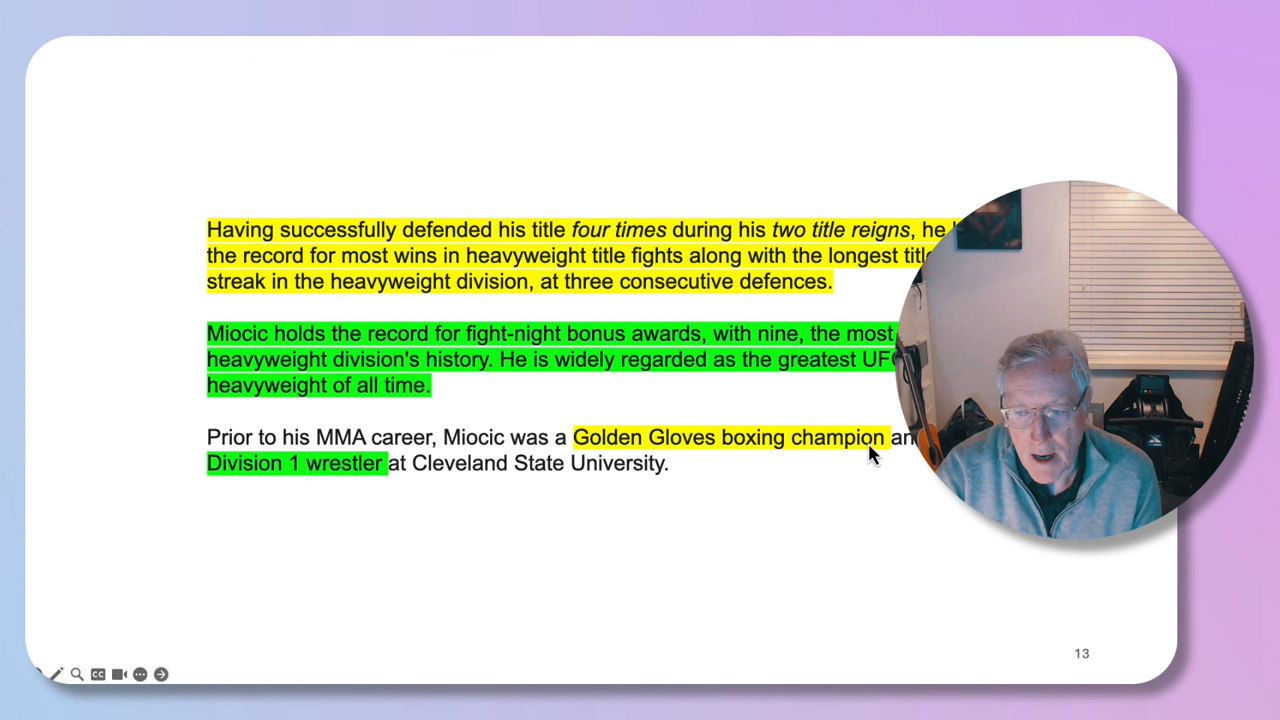 Having successfully defended his title four times during his two title reigns, he
the record for most wins in heavyweight title fights along with the longest
streak in the heavyweight division, at three consecutive defences.
Miocic holds the record for fight-night bonus awards, with nine, the most
heavyweight division's history. He is widely regarded as the greatest
heavyweight of all time.
Prior to his MMA career, Miocic was a Golden Gloves boxing champion
Division 1 wrestler at Cleveland State University.
13
CC